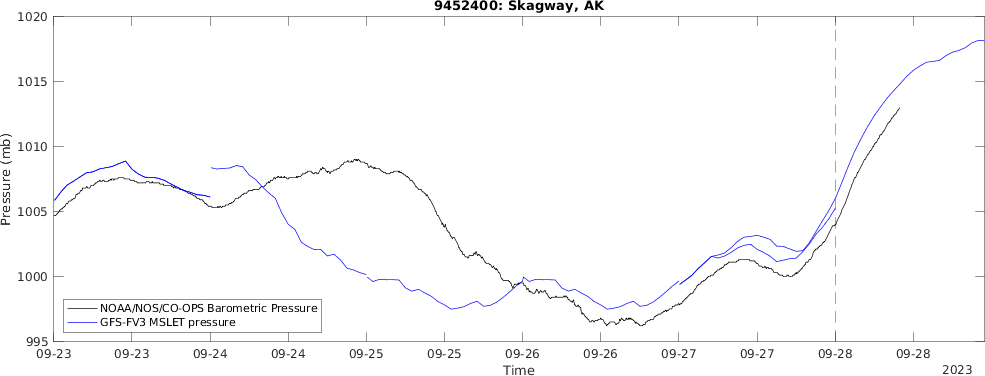 9452400: Skagway, AK
1020
1015
1010
1005
1000
995
Pressure (mb)
NOAA/NOS/CO-OPS Barometric Pressure
GFS-FV3 MSLET pressure
09-23 09-23 09-24 09-24 09-25 09-25 09-26 09-26 09-27 09-27 09-28 09-28
Time
2023